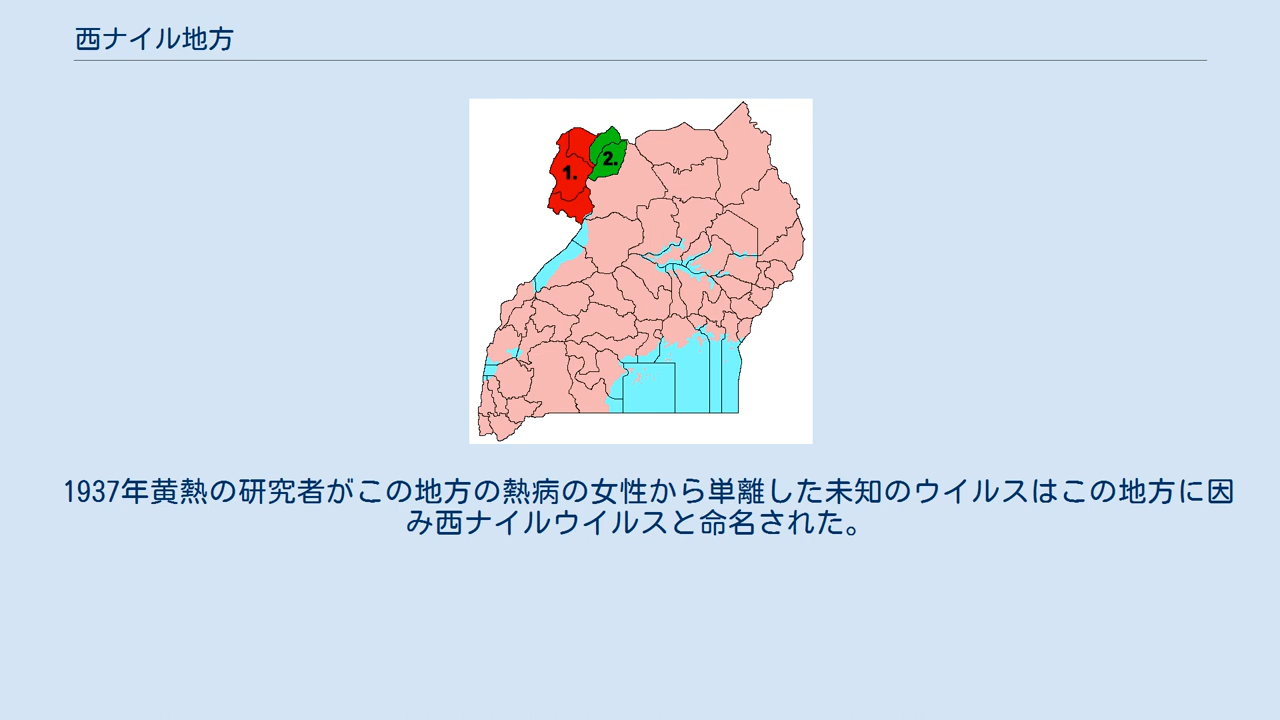 西ナイル地方
1.
2.
1937年黄熱の研究者がこの地方の熱病の女性から単離した未知のウイルスはこの地方に因
み西ナイルウイルスと命名された。